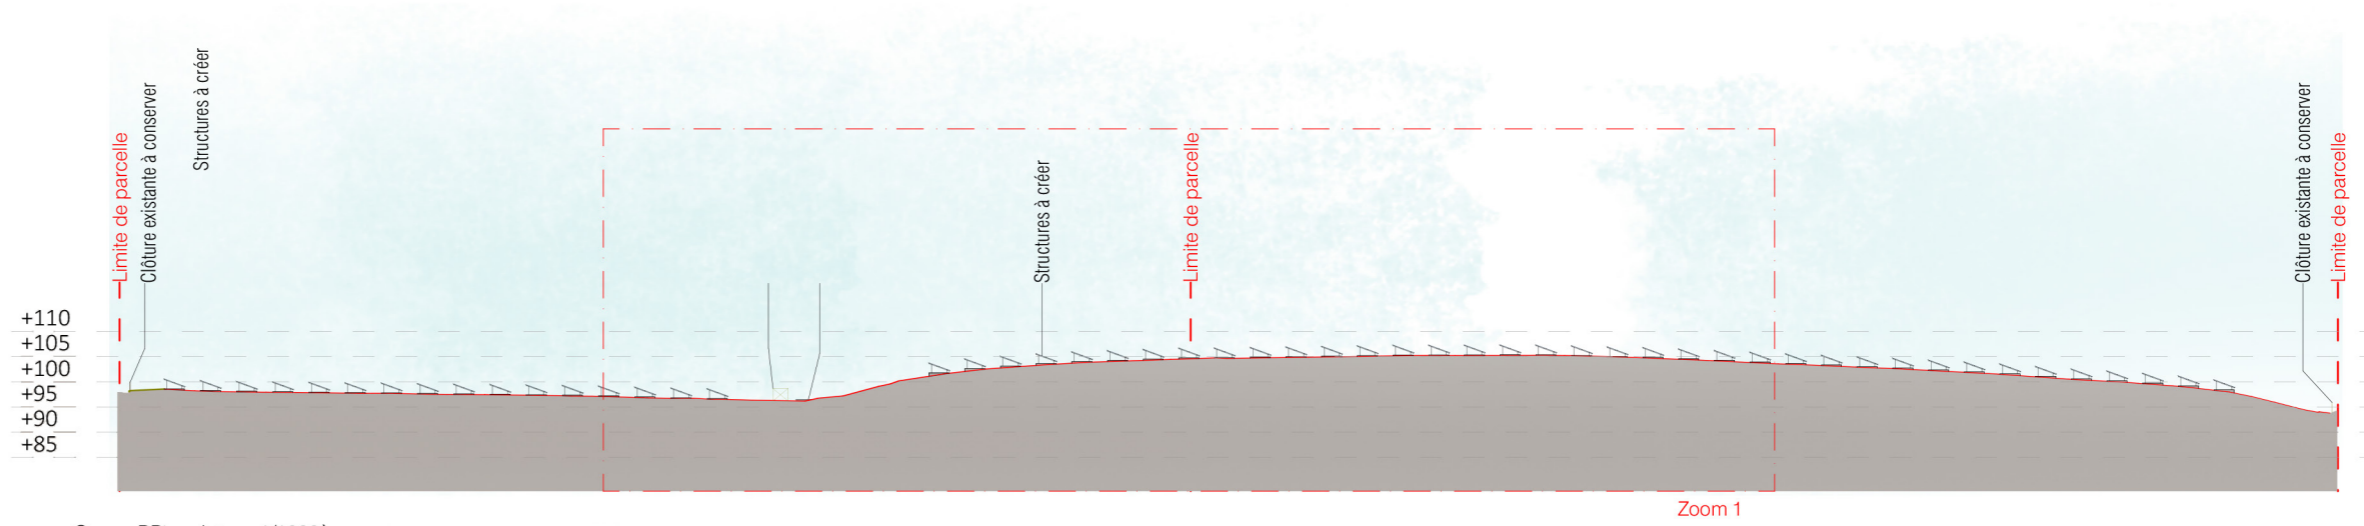 Structures à créer
Clôture existante à conserver
Limite de parcelle
Structures à créer
Limite de parcelle
Clôture existante à conserver
Limite de parcelle
+110
+105
+100
+95
+90
+85
Zoom 1